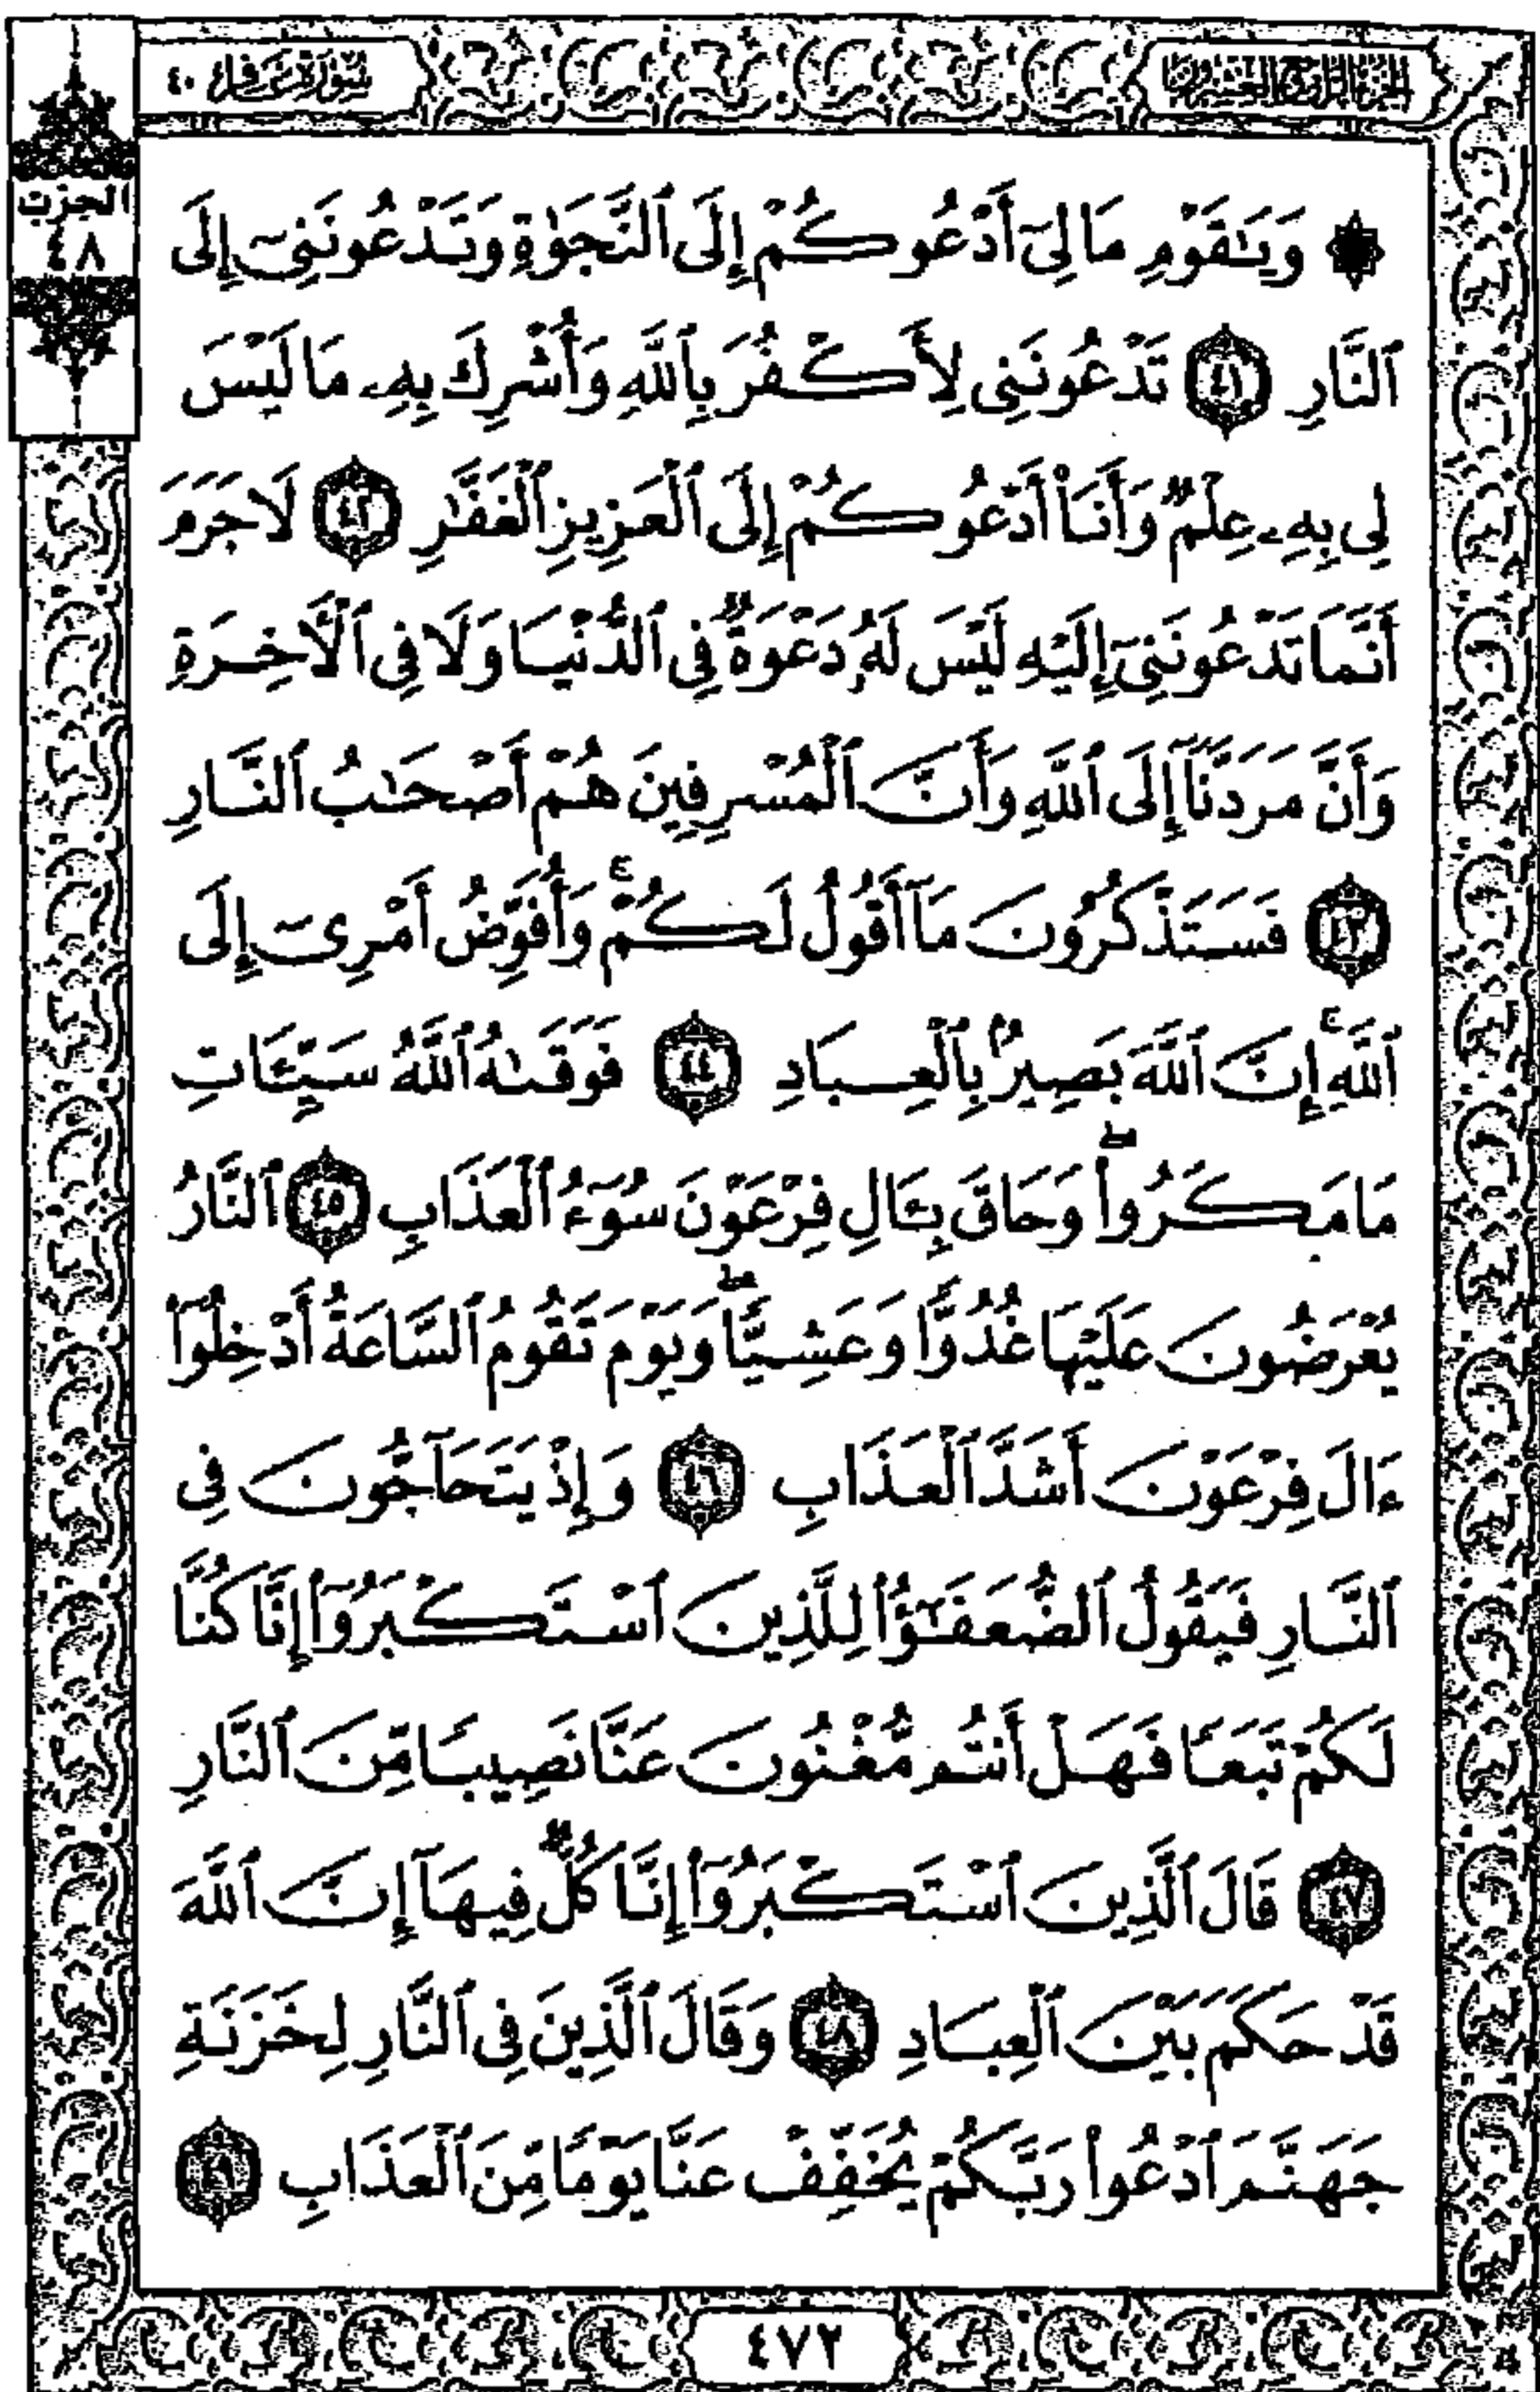 الجزء الرابع والعشرون
سورة غافر ٤٠
الحزب
٤٨
۞ وَيَٰقَوْمِ مَا لِىٓ أَدْعُوكُمْ إِلَى ٱلنَّجَوٰةِ وَتَدْعُونَنِىٓ إِلَى
ٱلنَّارِ ٤١ تَدْعُونَنِى لِأَكْفُرَ بِٱللَّهِ وَأُشْرِكَ بِهِۦ مَا لَيْسَ
لِى بِهِۦ عِلْمٌ وَأَنَا۠ أَدْعُوكُمْ إِلَى ٱلْعَزِيزِ ٱلْغَفَّٰرِ ٤٢ لَا جَرَمَ
أَنَّمَا تَدْعُونَنِىٓ إِلَيْهِ لَيْسَ لَهُۥ دَعْوَةٌ فِى ٱلدُّنْيَا وَلَا فِى ٱلْأَخِرَةِ
وَأَنَّ مَرَدَّنَآ إِلَى ٱللَّهِ وَأَنَّ ٱلْمُسْرِفِينَ هُمْ أَصْحَٰبُ ٱلنَّارِ
٤٣ فَسَتَذْكُرُونَ مَآ أَقُولُ لَكُمْ ۚ وَأُفَوِّضُ أَمْرِىٓ إِلَى
ٱللَّهِ ۚ إِنَّ ٱللَّهَ بَصِيرٌۢ بِٱلْعِبَادِ ٤٤ فَوَقَىٰهُ ٱللَّهُ سَيِّـَٔاتِ
مَا مَكَرُوا۟ ۖ وَحَاقَ بِـَٔالِ فِرْعَوْنَ سُوٓءُ ٱلْعَذَابِ ٤٥ ٱلنَّارُ
يُعْرَضُونَ عَلَيْهَا غُدُوًّا وَعَشِيًّا ۖ وَيَوْمَ تَقُومُ ٱلسَّاعَةُ أَدْخِلُوٓا۟
ءَالَ فِرْعَوْنَ أَشَدَّ ٱلْعَذَابِ ٤٦ وَإِذْ يَتَحَآجُّونَ فِى
ٱلنَّارِ فَيَقُولُ ٱلضُّعَفَٰٓؤُا۟ لِلَّذِينَ ٱسْتَكْبَرُوٓا۟ إِنَّا كُنَّا
لَكُمْ تَبَعًا فَهَلْ أَنتُم مُّغْنُونَ عَنَّا نَصِيبًا مِّنَ ٱلنَّارِ
٤٧ قَالَ ٱلَّذِينَ ٱسْتَكْبَرُوٓا۟ إِنَّا كُلٌّ فِيهَآ إِنَّ ٱللَّهَ
قَدْ حَكَمَ بَيْنَ ٱلْعِبَادِ ٤٨ وَقَالَ ٱلَّذِينَ فِى ٱلنَّارِ لِخَزَنَةِ
جَهَنَّمَ ٱدْعُوا۟ رَبَّكُمْ يُخَفِّفْ عَنَّا يَوْمًا مِّنَ ٱلْعَذَابِ ٤٩
٤٧٢